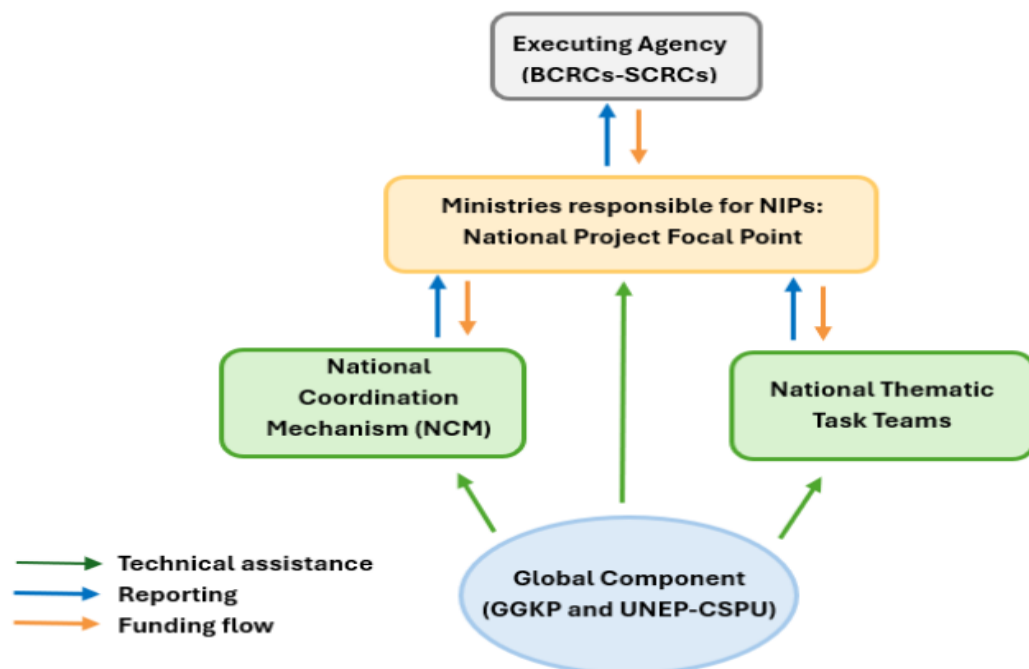 Executing Agency
(BCRCs-SCRCs)
Ministries responsible for NIPs:
National Project Focal Point
National
Coordination
Mechanism (NCM)
National Thematic
Task Teams
Global Component
(GGKP and UNEP-CSPU)
Technical assistance
Reporting
Funding flow